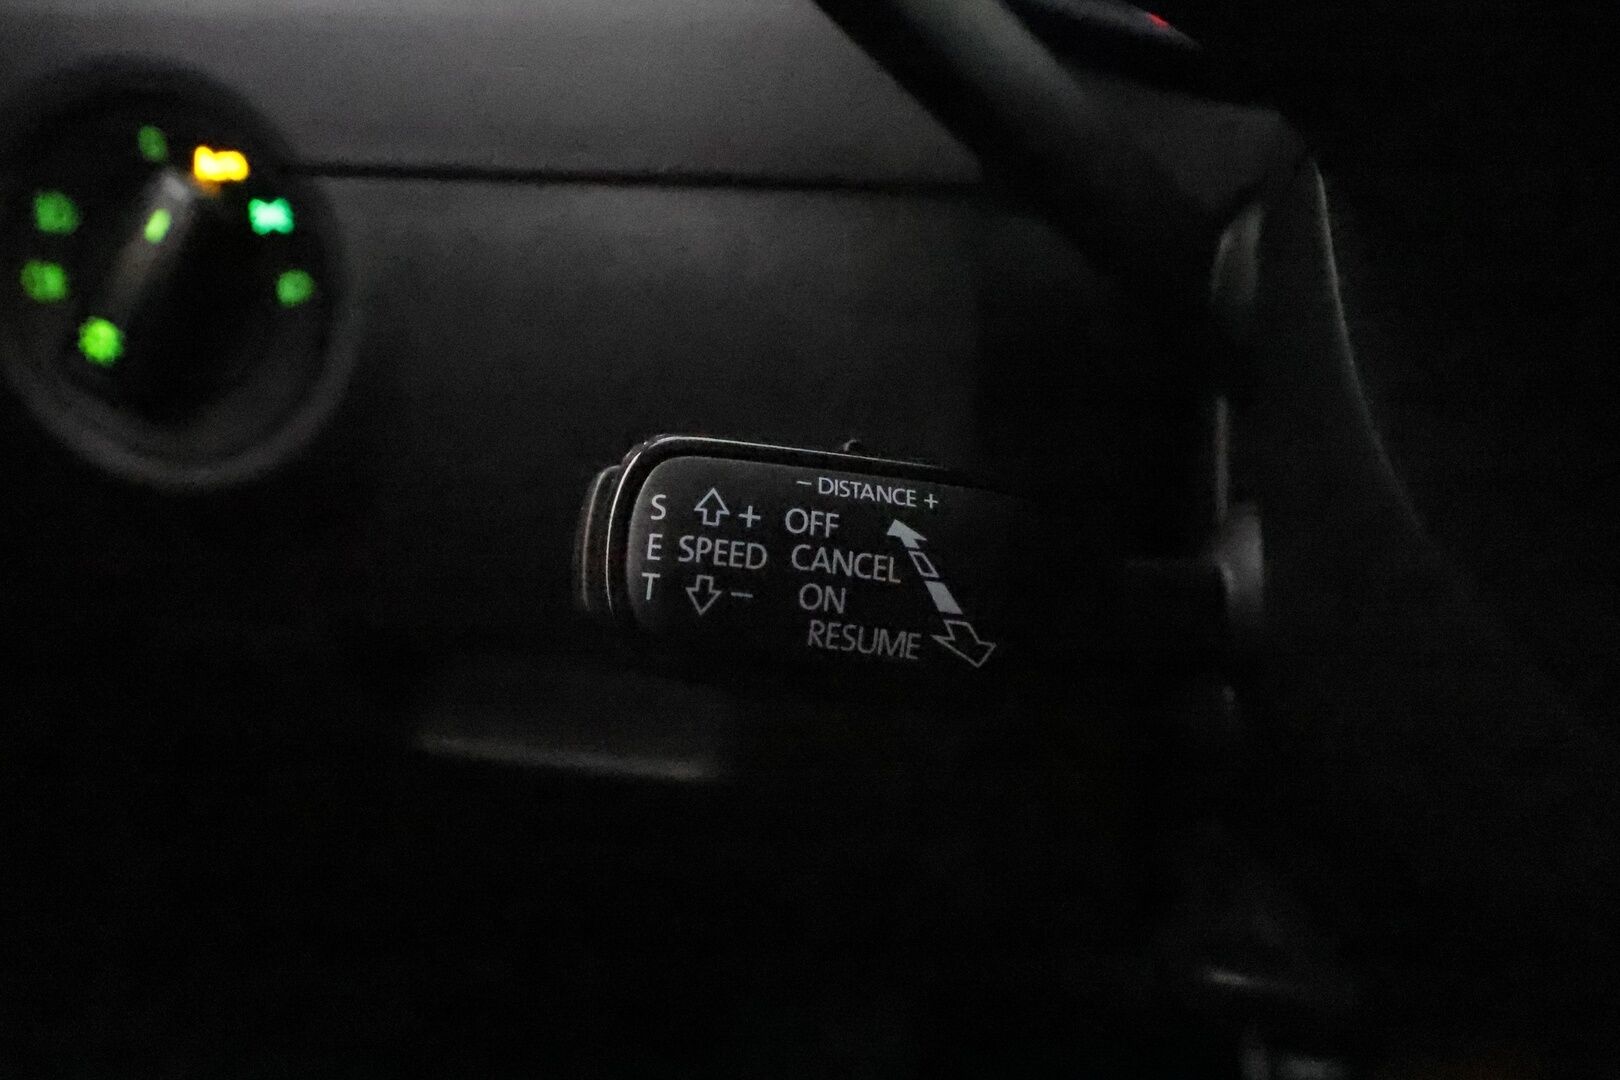 − DISTANCE +
S + OFF
E SPEED CANCEL
T − ON
RESUME